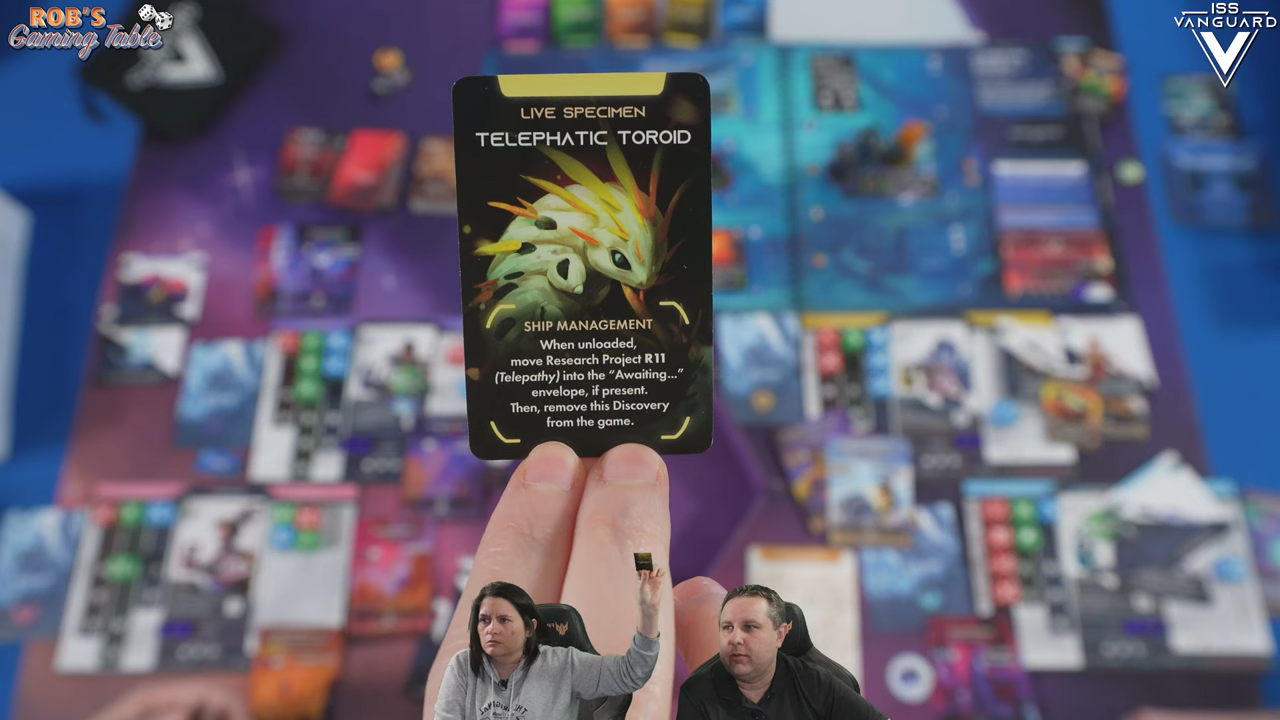 ROB'S
Gaming Table
ISS
VANGUARD
LIVE SPECIMEN
TELEPHATIC TOROID
SHIP MANAGEMENT
When unloaded,
move Research Project R11
(Telepathy) into the "Awaiting..."
envelope, if present.
Then, remove this Discovery
from the game.